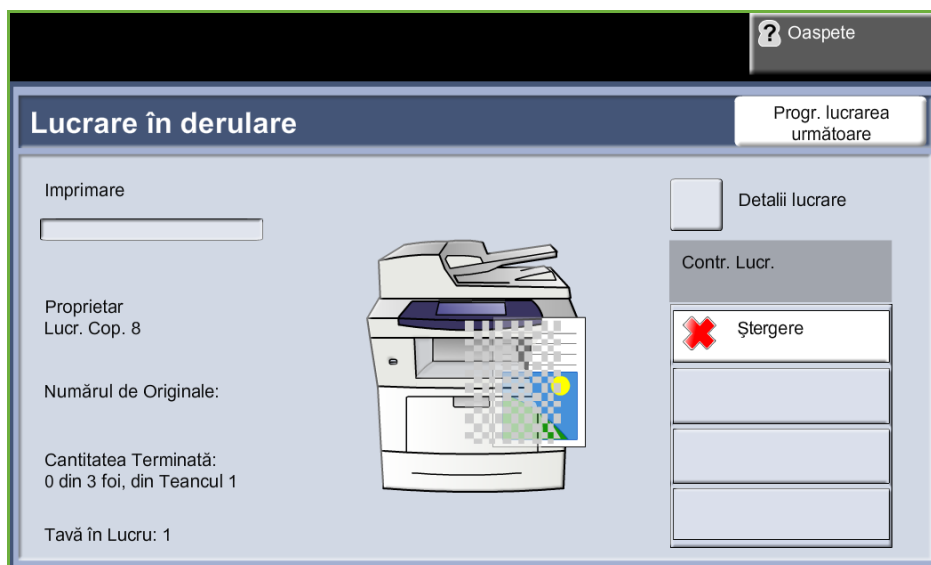 Oaspete
Lucrare în derulare
Progr. lucrarea
următoare
Imprimare
Detalii lucrare
Contr. Lucr.
Proprietar
Lucr. Cop. 8
Ștergere
Numărul de Originale:
Cantitatea Terminată:
0 din 3 foi, din Teancul 1
Tavă în Lucru: 1